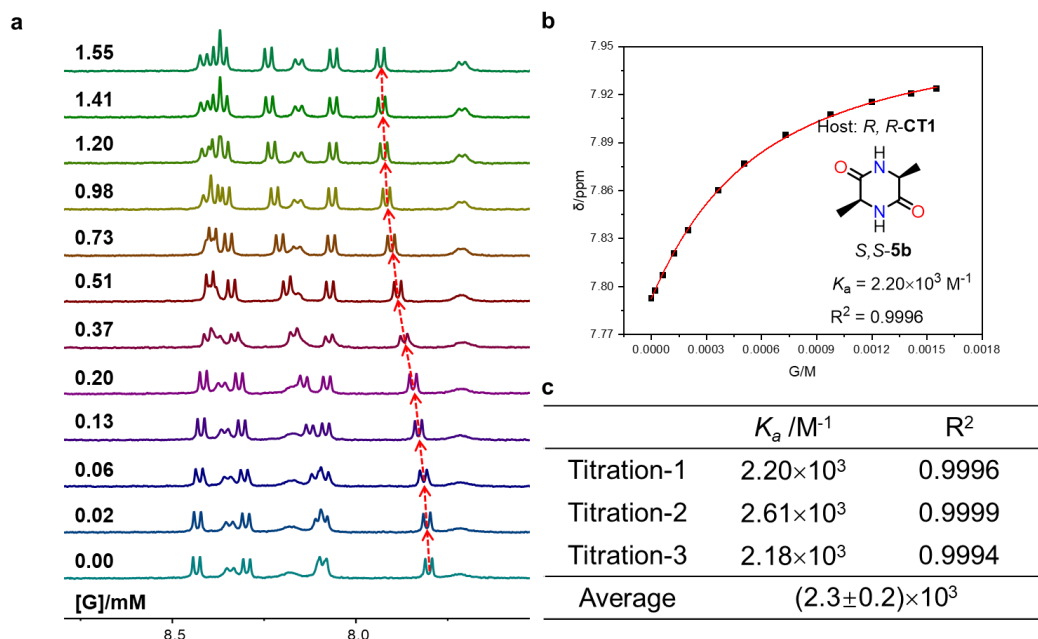 a
1.55
1.41
1.20
0.98
0.73
0.51
0.37
0.20
0.13
0.06
0.02
0.00
[G]/mM
8.5
8.0
b
7.95
7.92
7.89
7.86
7.83
7.80
7.77
δ/ppm
0.0000
0.0003
0.0006
0.0009
0.0012
0.0015
0.0018
G/M
Host: R, R-CT1
H
O
N
N
O
H
S,S-5b
Kₐ = 2.20×10³ M⁻¹
R² = 0.9996
c
Kₐ /M⁻¹ R²
Titration-1 2.20×10³ 0.9996
Titration-2 2.61×10³ 0.9999
Titration-3 2.18×10³ 0.9994
Average (2.3±0.2)×10³